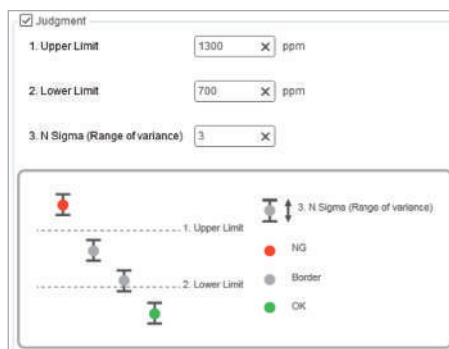 Judgment
1. Upper Limit 1300 ppm
2. Lower Limit 700 ppm
3. N Sigma (Range of variance) 3
3. N Sigma (Range of variance)
1. Upper Limit
NG
Border
2. Lower Limit
OK